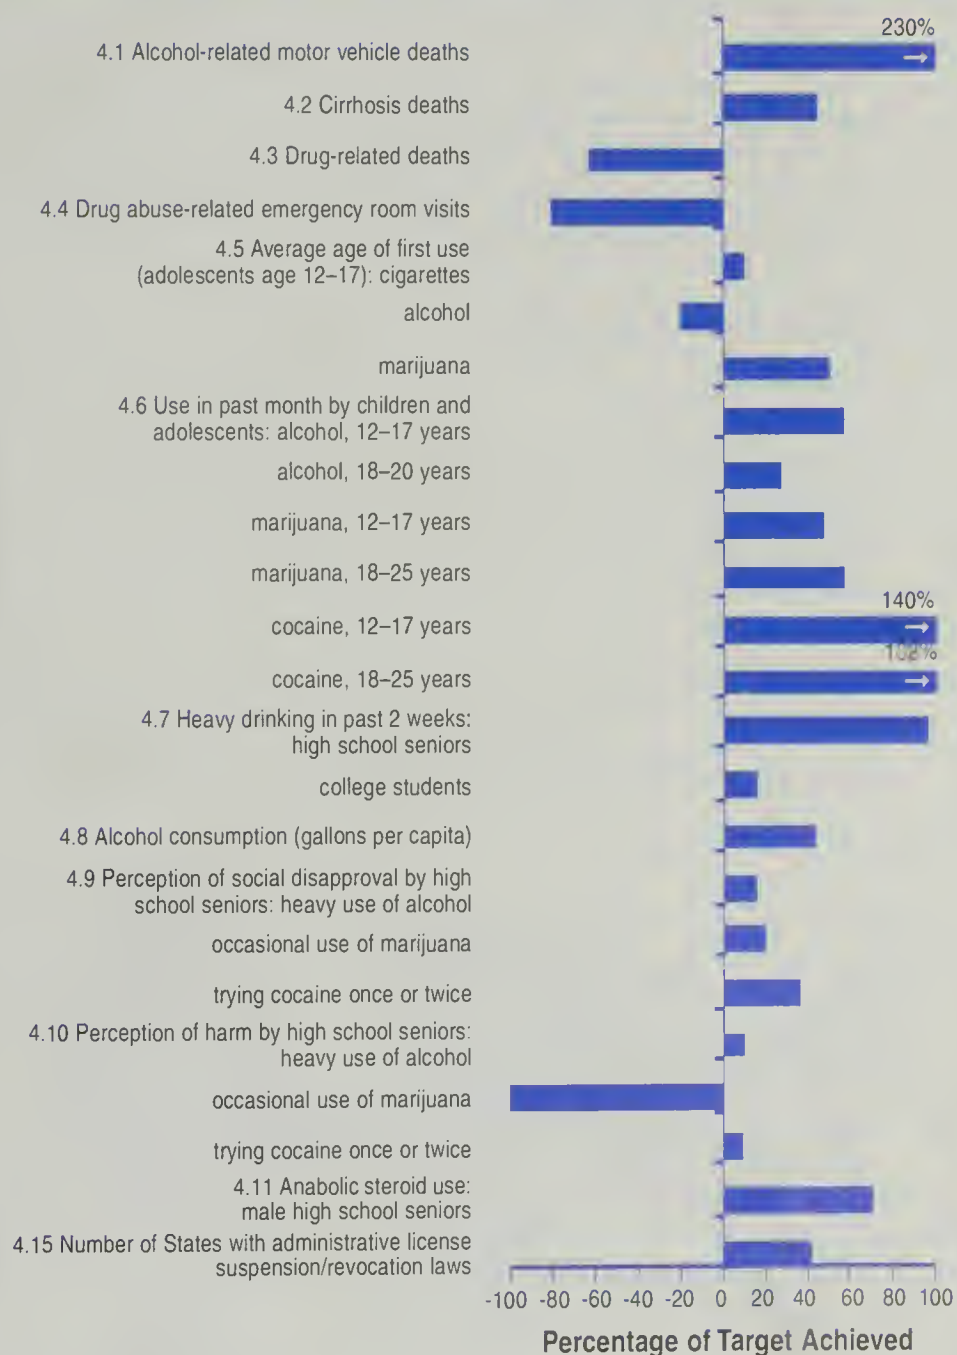 230%
4.1 Alcohol-related motor vehicle deaths
4.2 Cirrhosis deaths
4.3 Drug-related deaths
4.4 Drug abuse-related emergency room visits
4.5 Average age of first use
(adolescents age 12–17): cigarettes
alcohol
marijuana
4.6 Use in past month by children and
adolescents: alcohol, 12–17 years
alcohol, 18–20 years
marijuana, 12–17 years
marijuana, 18–25 years
140%
cocaine, 12–17 years
102%
cocaine, 18–25 years
4.7 Heavy drinking in past 2 weeks:
high school seniors
college students
4.8 Alcohol consumption (gallons per capita)
4.9 Perception of social disapproval by high
school seniors: heavy use of alcohol
occasional use of marijuana
trying cocaine once or twice
4.10 Perception of harm by high school seniors:
heavy use of alcohol
occasional use of marijuana
trying cocaine once or twice
4.11 Anabolic steroid use:
male high school seniors
4.15 Number of States with administrative license
suspension/revocation laws
-100 -80 -60 -40 -20 0 20 40 60 80 100
Percentage of Target Achieved